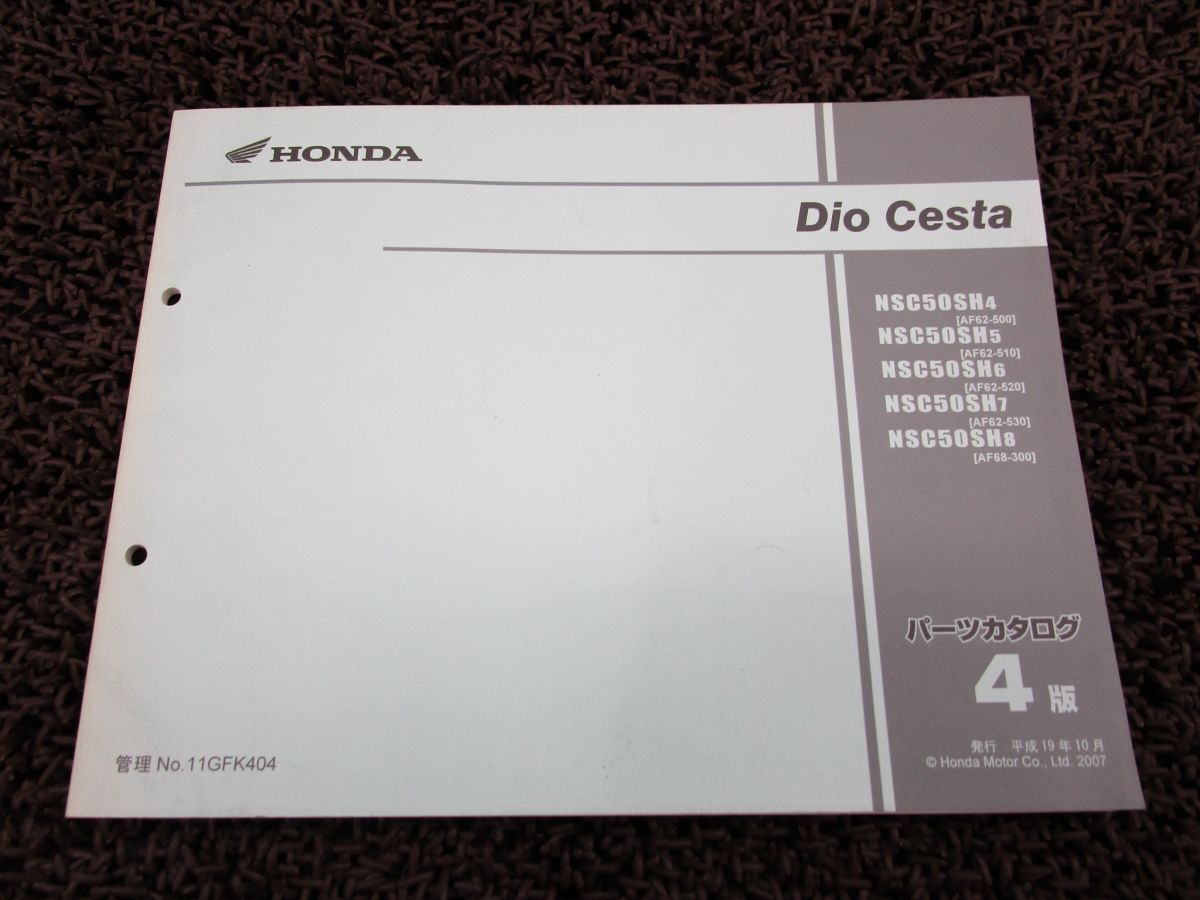 HONDA
Dio Cesta
NSC50SH4
[AF62-500]
NSC50SH5
[AF62-510]
NSC50SH6
[AF62-520]
NSC50SH7
[AF62-530]
NSC50SH8
[AF68-300]
パーツカタログ
4版
発行 平成19年10月
© Honda Motor Co., Ltd. 2007
管理 No.11GFK404